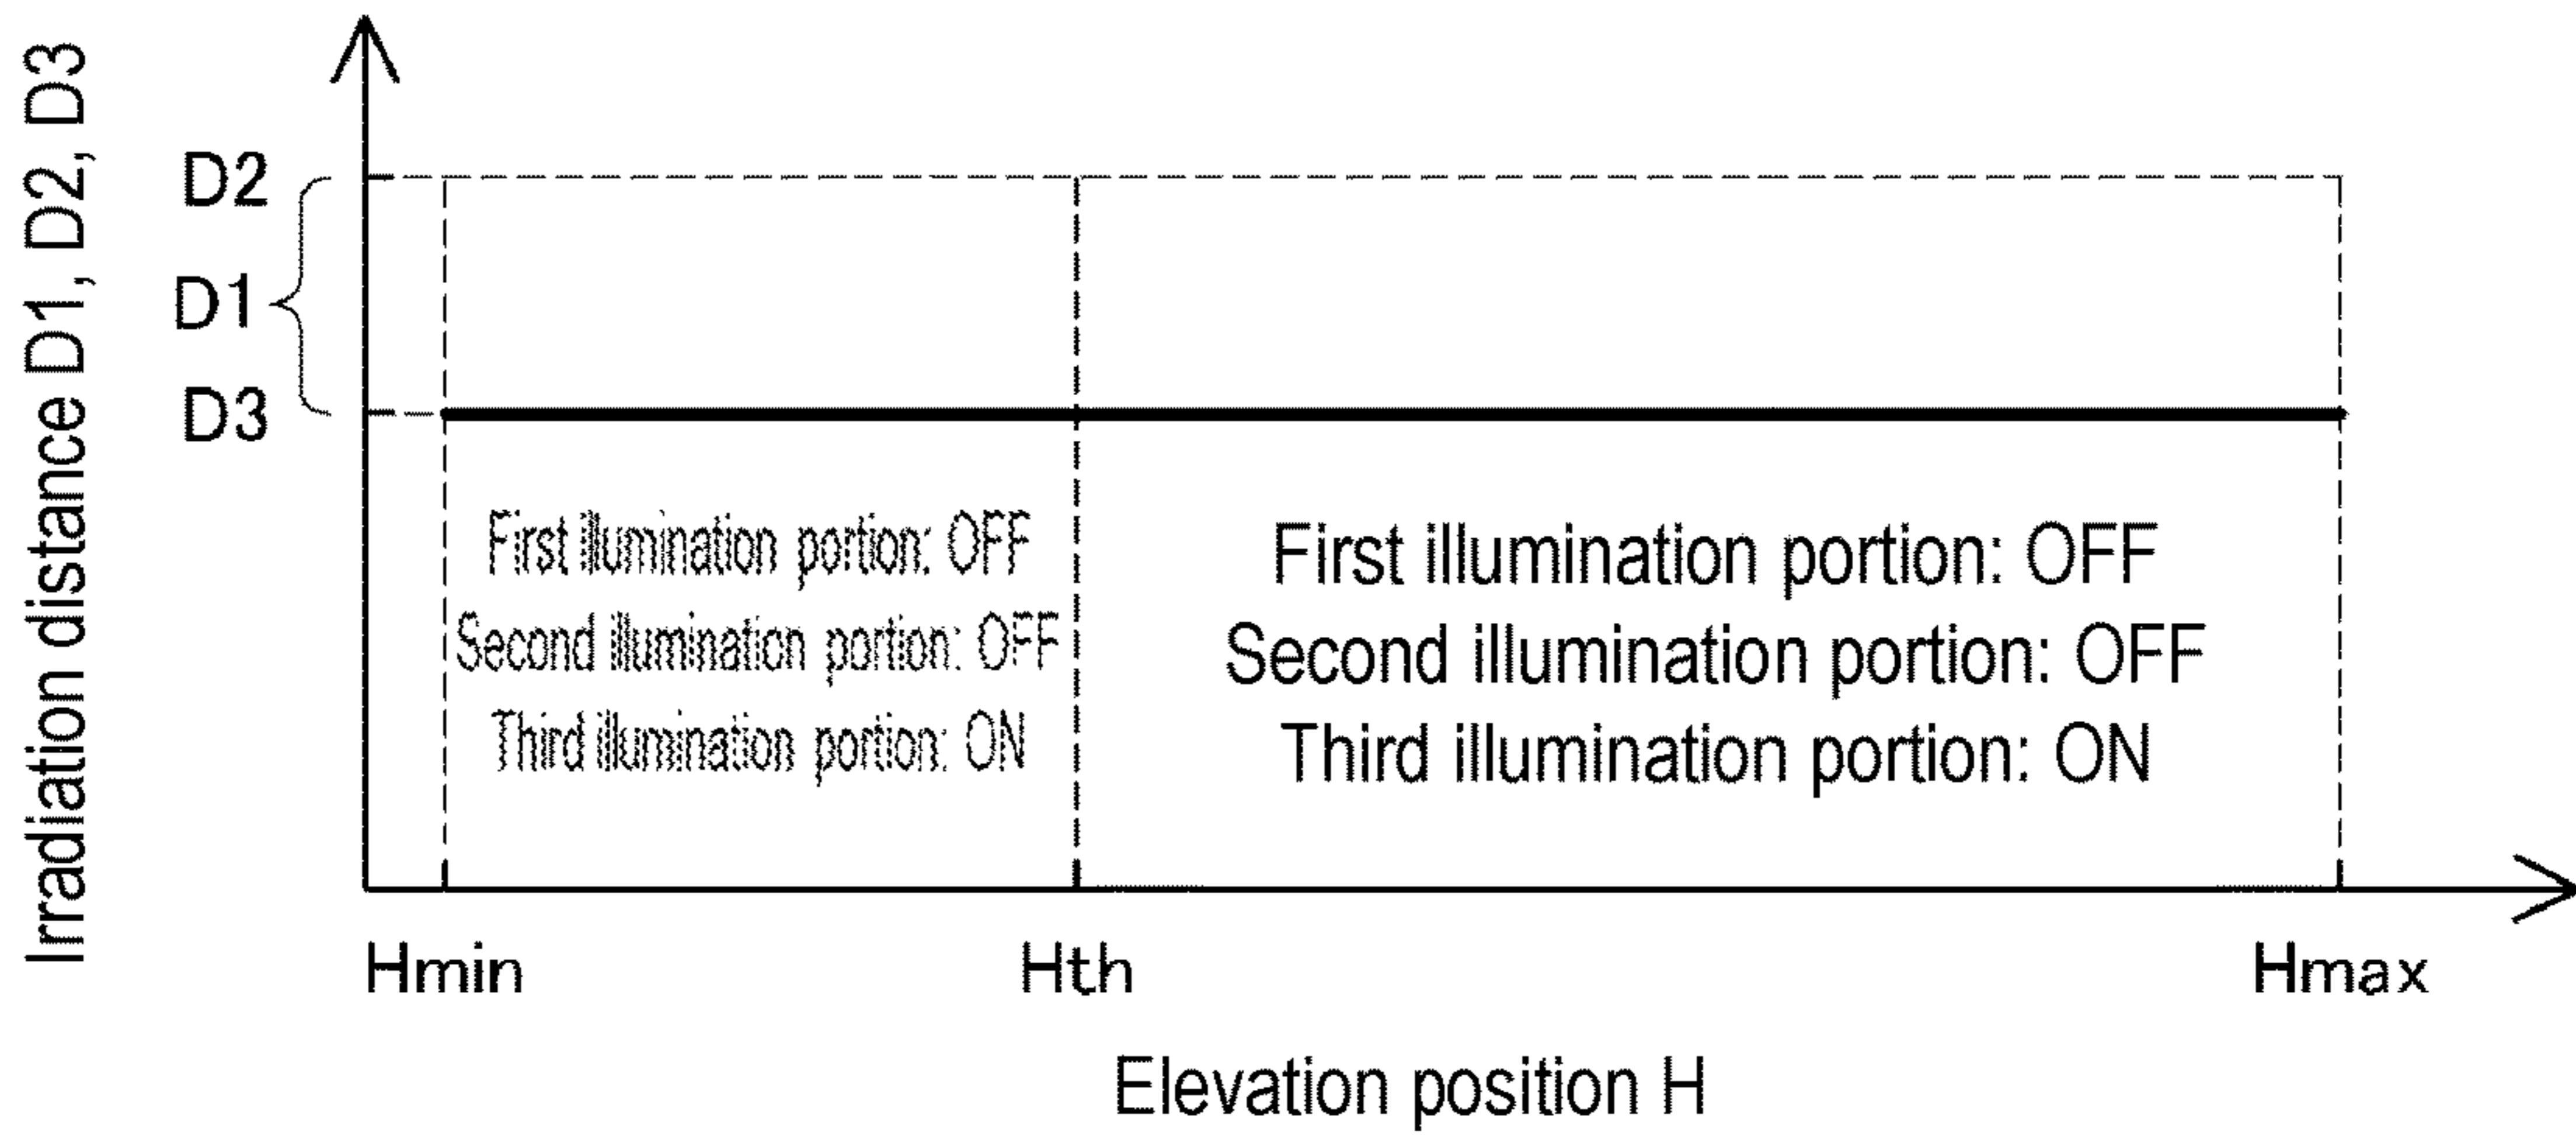 Irradiation distance D1, D2, D3
D2
D1
D3
First illumination portion: OFF
Second illumination portion: OFF
Third illumination portion: ON
First illumination portion: OFF
Second illumination portion: OFF
Third illumination portion: ON
Hmin
Hth
Hmax
Elevation position H